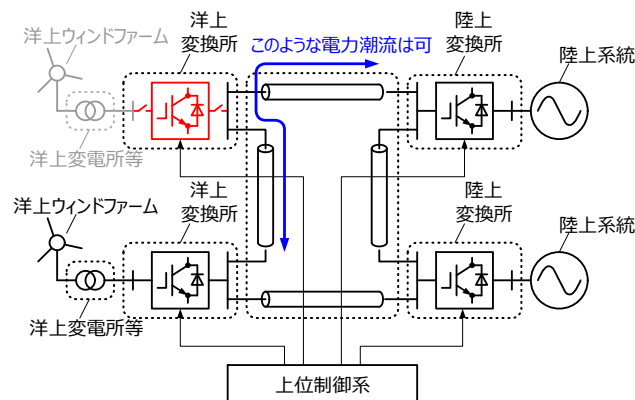 洋上ウィンドファーム
洋上
変換所
このような電力潮流は可
陸上
変換所
陸上系統
洋上変電所等
洋上ウィンドファーム
洋上
変換所
陸上
変換所
陸上系統
洋上変電所等
上位制御系